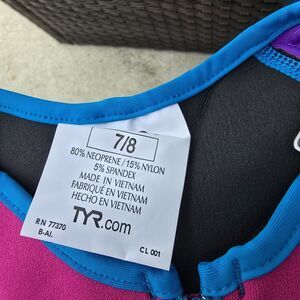 7/8
80% NEOPRENE / 15% NYLON
5% SPANDEX
MADE IN VIETNAM
FABRIQUÉ EN VIETNAM
HECHO EN VIETNAM
TYR.com
RN 77370
B-AI.
CL 001